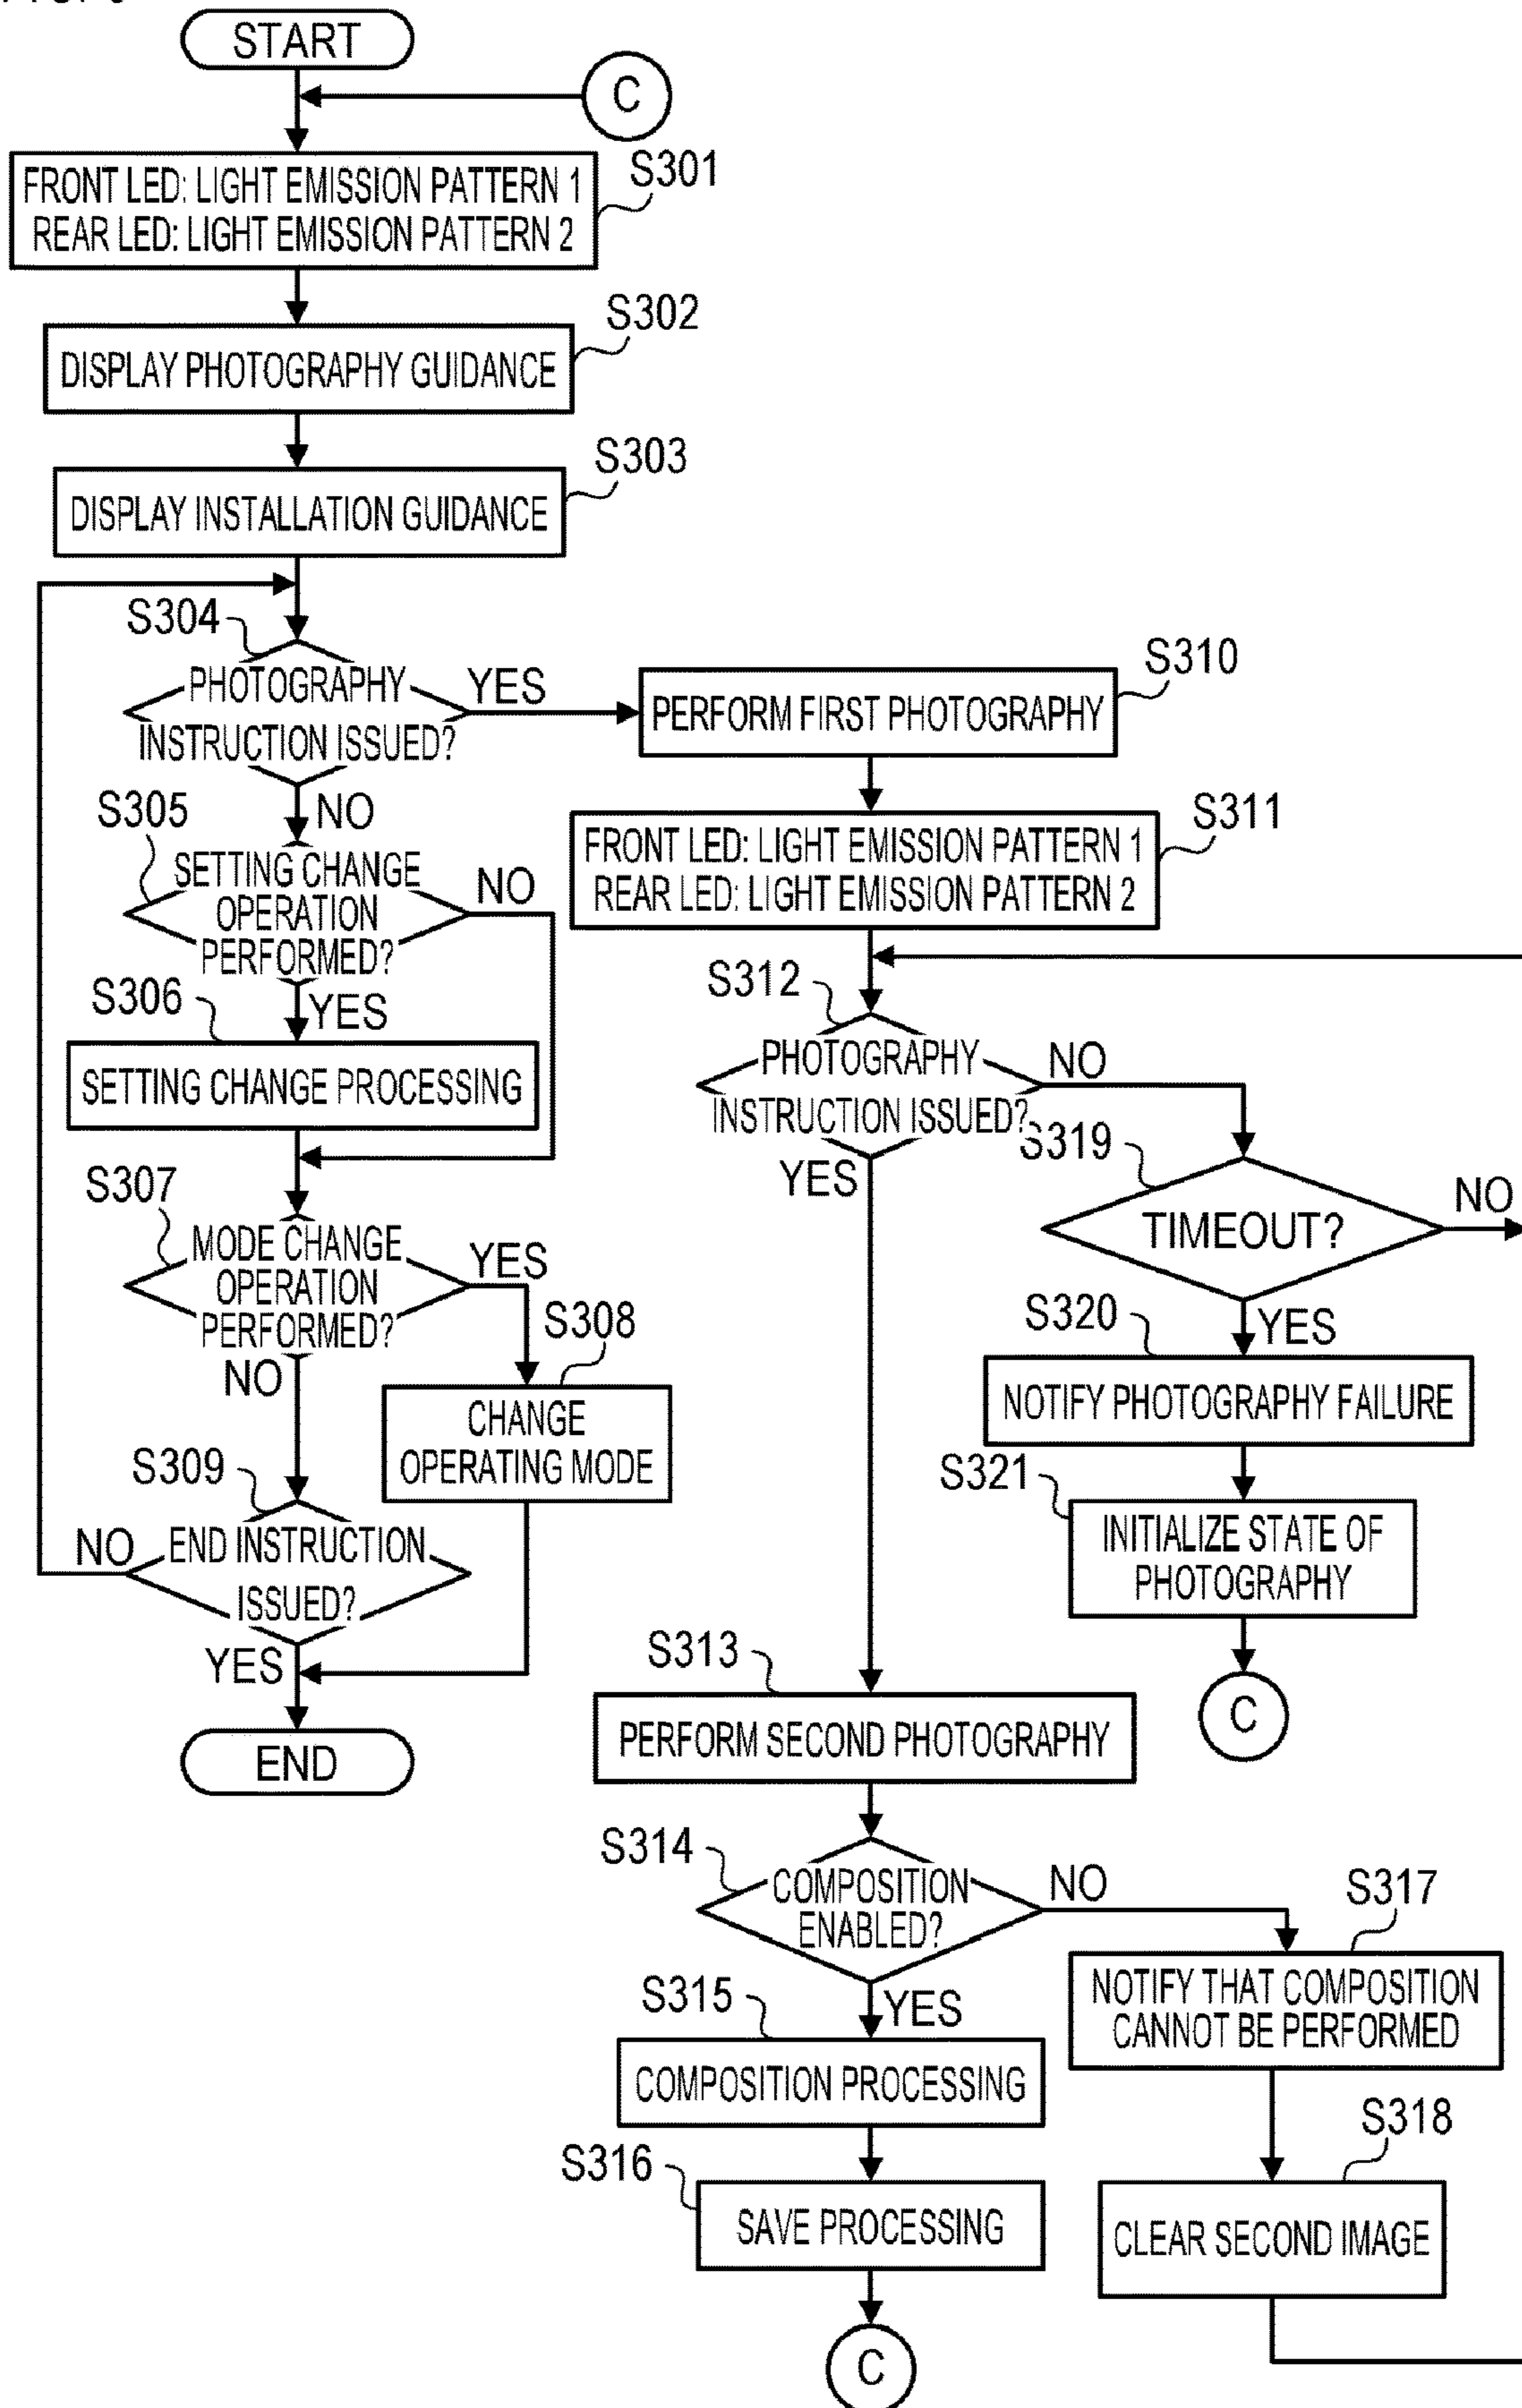 START
C
S301
FRONT LED: LIGHT EMISSION PATTERN 1
REAR LED: LIGHT EMISSION PATTERN 2
S302
DISPLAY PHOTOGRAPHY GUIDANCE
S303
DISPLAY INSTALLATION GUIDANCE
S304
PHOTOGRAPHY
INSTRUCTION ISSUED?
YES
NO
S305
SETTING CHANGE
OPERATION
PERFORMED?
NO
YES
S306
SETTING CHANGE PROCESSING
S307
MODE CHANGE
OPERATION
PERFORMED?
YES
NO
S308
CHANGE
OPERATING MODE
S309
END INSTRUCTION
ISSUED?
NO
YES
END
S310
PERFORM FIRST PHOTOGRAPHY
S311
FRONT LED: LIGHT EMISSION PATTERN 1
REAR LED: LIGHT EMISSION PATTERN 2
S312
PHOTOGRAPHY
INSTRUCTION ISSUED?
NO
YES
S319
TIMEOUT?
NO
YES
S320
NOTIFY PHOTOGRAPHY FAILURE
S321
INITIALIZE STATE OF
PHOTOGRAPHY
C
S313
PERFORM SECOND PHOTOGRAPHY
S314
COMPOSITION
ENABLED?
NO
YES
S315
COMPOSITION PROCESSING
S316
SAVE PROCESSING
C
S317
NOTIFY THAT COMPOSITION
CANNOT BE PERFORMED
S318
CLEAR SECOND IMAGE